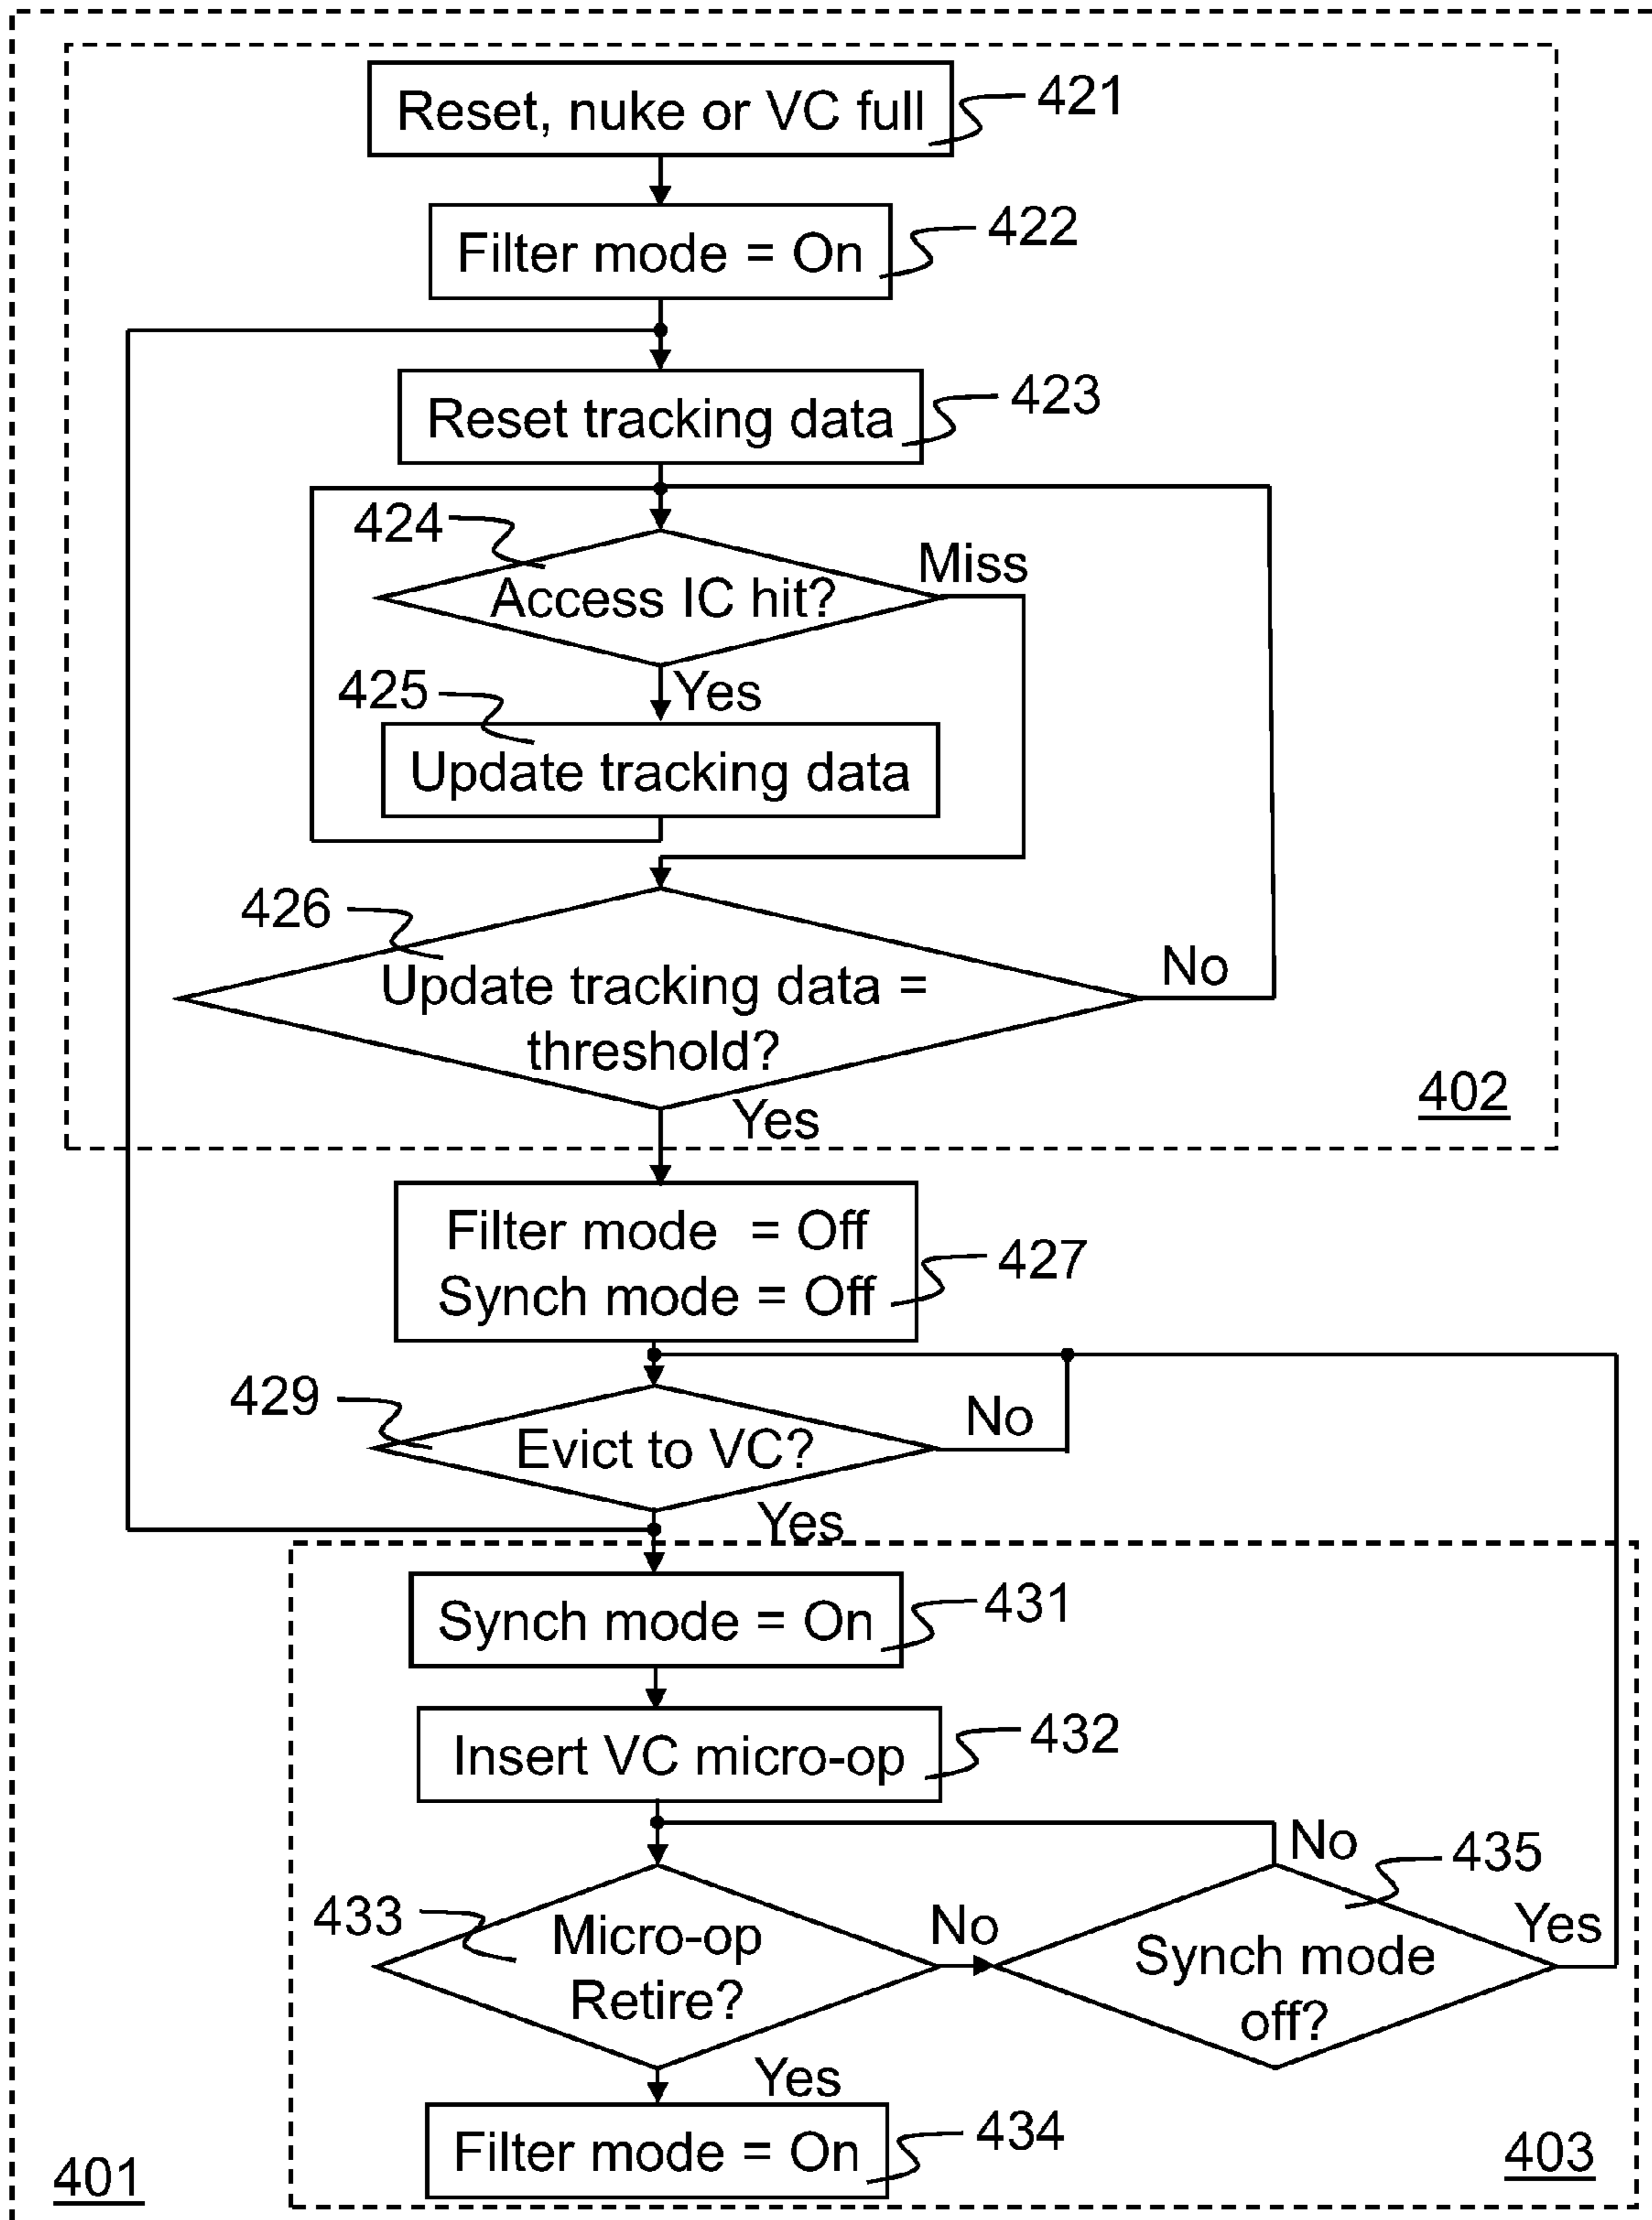 Reset, nuke or VC full
421
Filter mode = On
422
Reset tracking data
423
424
Access IC hit?
Miss
Yes
425
Update tracking data
426
Update tracking data =
threshold?
No
Yes
402
Filter mode = Off
Synch mode = Off
427
429
Evict to VC?
No
Yes
Synch mode = On
431
Insert VC micro-op
432
433
Micro-op
Retire?
No
No
435
Synch mode
off?
Yes
Yes
Filter mode = On
434
401
403